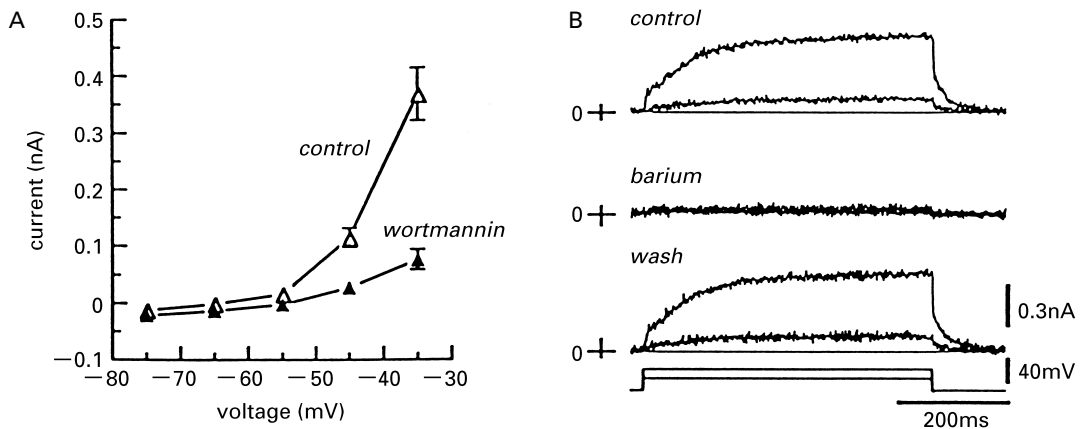 A
0.5
0.4
0.3
0.2
0.1
0
—0.1
current (nA)
—80 —70 —60 —50 —40 —30
voltage (mV)
control
wortmannin
B
control
0
barium
0
wash
0
0.3nA
40mV
200ms